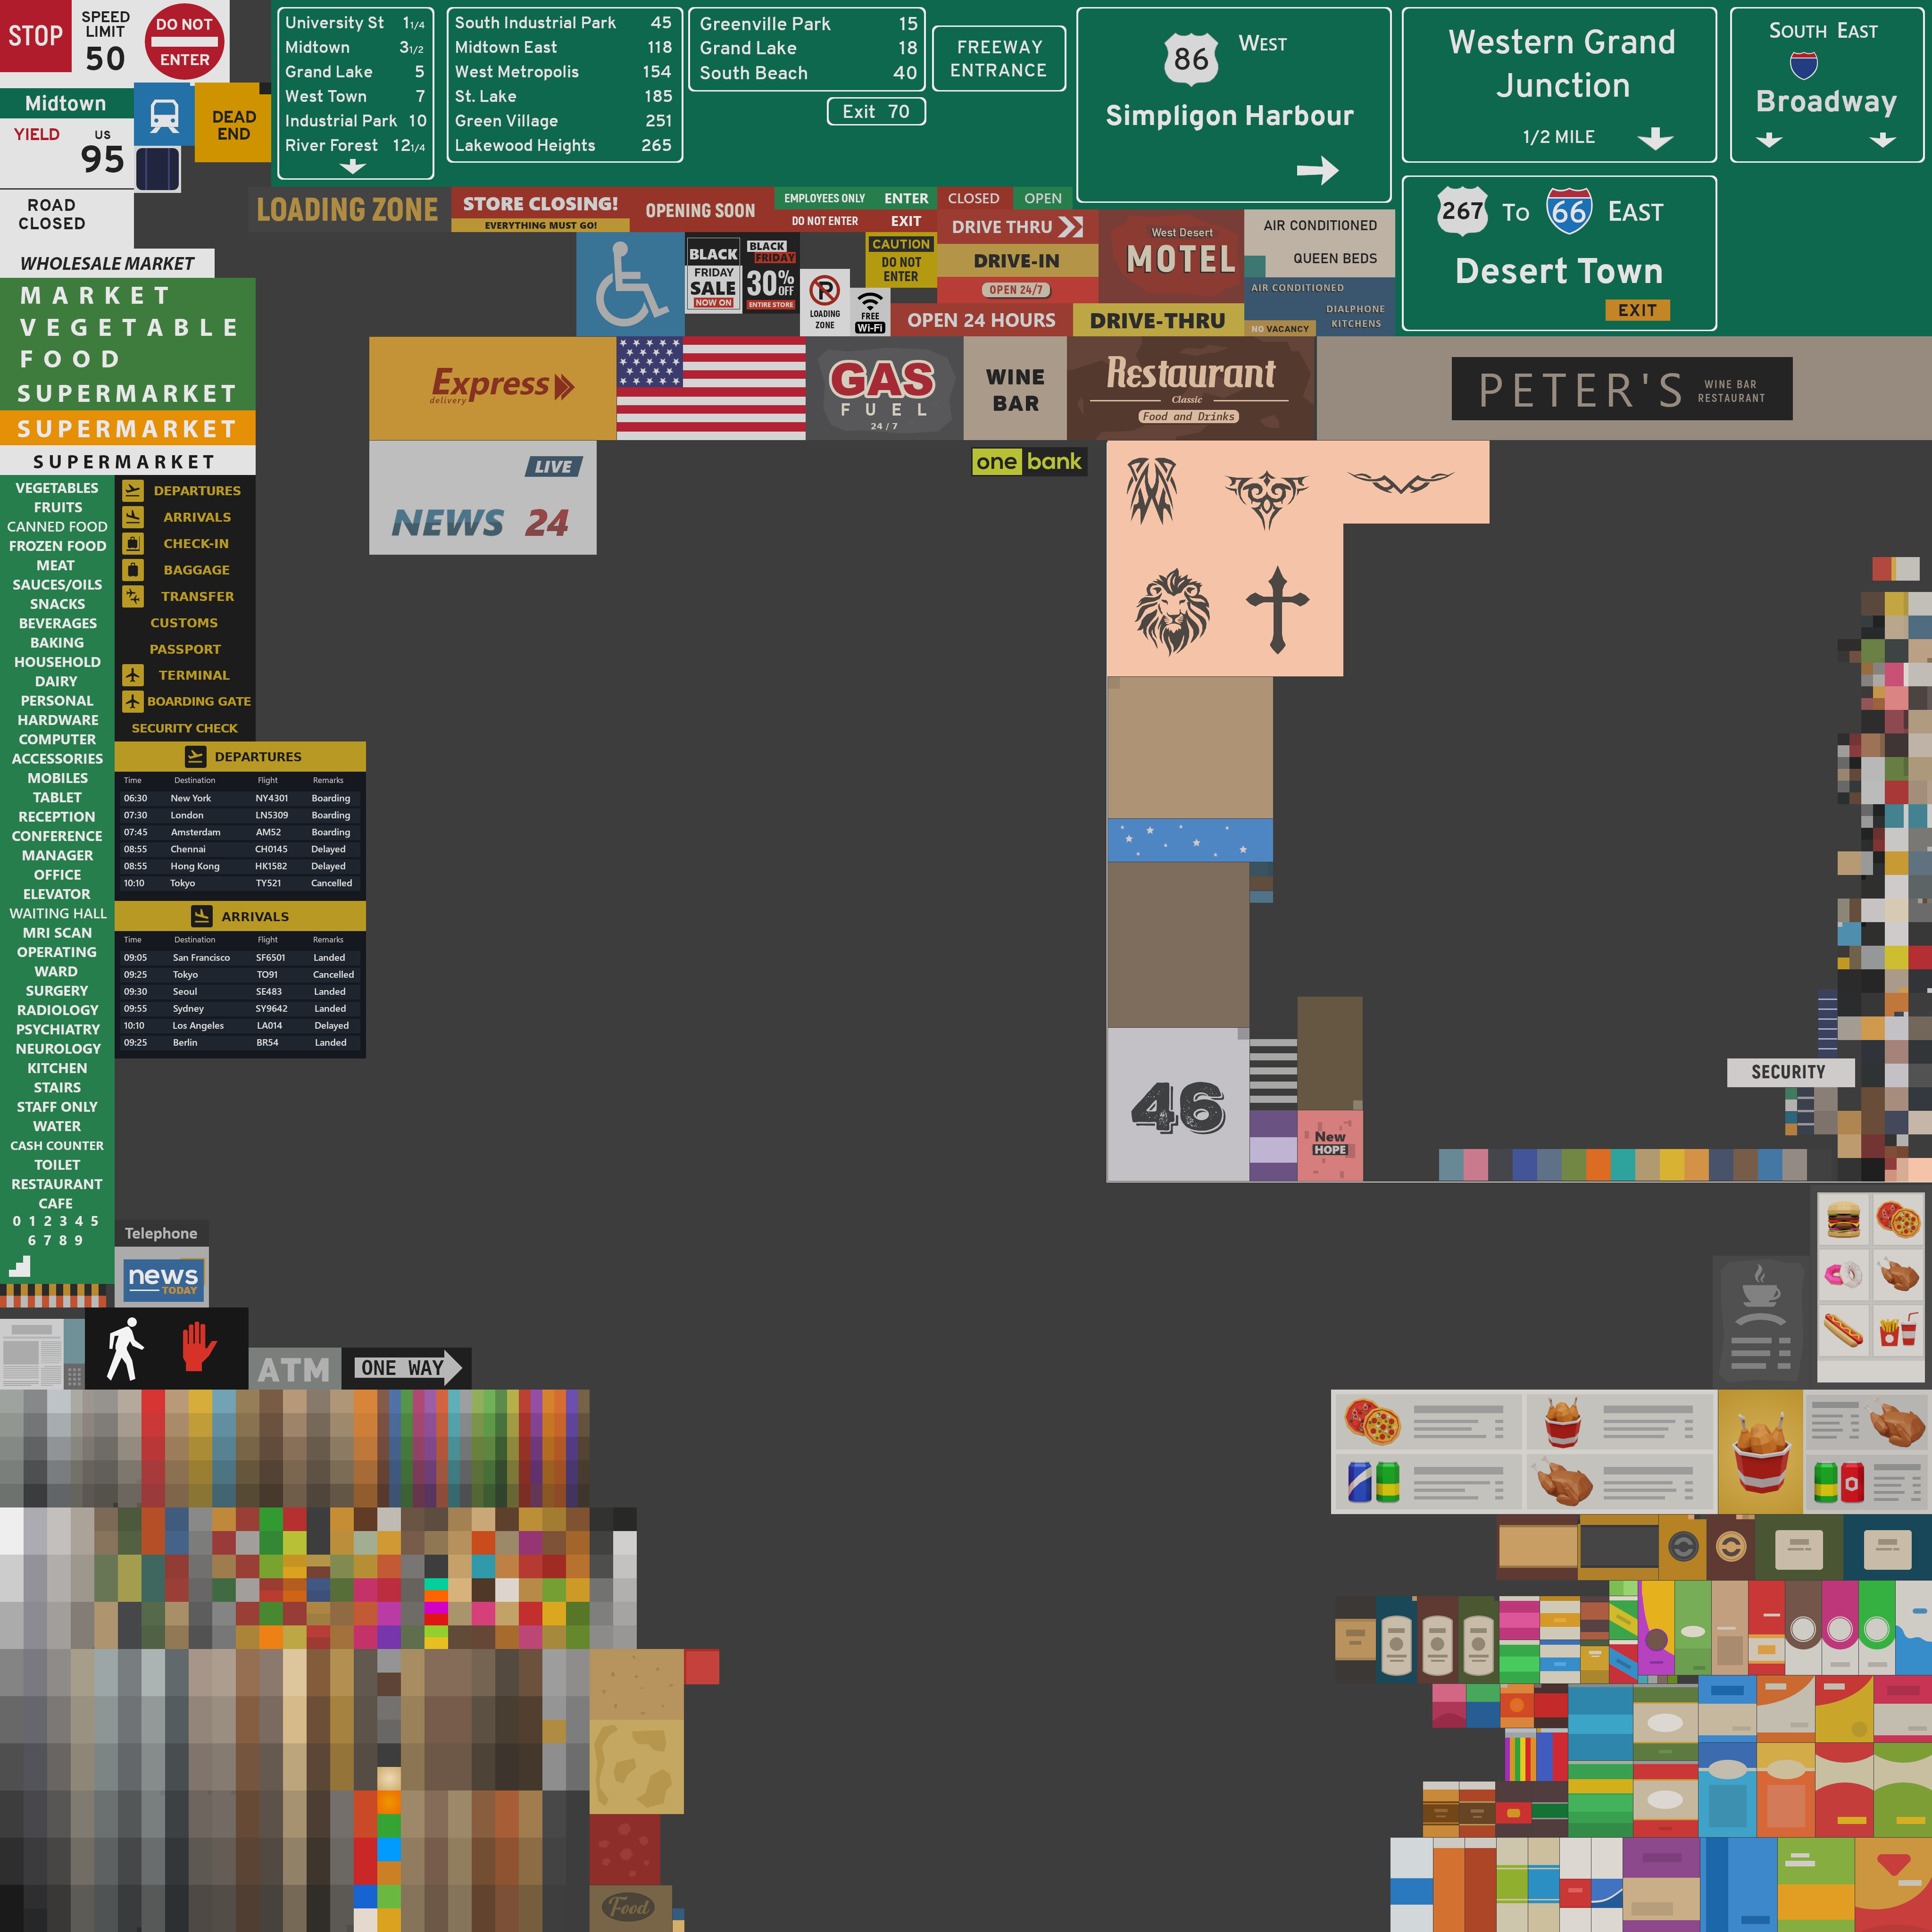 STOP
SPEED
LIMIT
50
DO NOT
ENTER
Midtown
YIELD
US
95
DEAD
END
ROAD
CLOSED
University St 1 1/4
Midtown 3 1/2
Grand Lake 5
West Town 7
Industrial Park 10
River Forest 12 1/4
South Industrial Park 45
Midtown East 118
West Metropolis 154
St. Lake 185
Green Village 251
Lakewood Heights 265
Greenville Park 15
Grand Lake 18
South Beach 40
Exit 70
FREEWAY
ENTRANCE
86 WEST
Simpligon Harbour
Western Grand
Junction
1/2 MILE
SOUTH EAST
Broadway
267 TO 66 EAST
Desert Town
EXIT
LOADING ZONE
STORE CLOSING!
EVERYTHING MUST GO!
OPENING SOON
EMPLOYEES ONLY
DO NOT ENTER
ENTER
EXIT
CLOSED
OPEN
BLACK
FRIDAY
SALE
NOW ON
BLACK
FRIDAY
30% OFF
ENTIRE STORE
P
LOADING
ZONE
FREE
Wi-Fi
CAUTION
DO NOT
ENTER
DRIVE THRU
DRIVE-IN
OPEN 24/7
OPEN 24 HOURS
DRIVE-THRU
West Desert
MOTEL
AIR CONDITIONED
QUEEN BEDS
AIR CONDITIONED
DIALPHONE
KITCHENS
NO VACANCY
WHOLESALE MARKET
MARKET
VEGETABLE
FOOD
SUPERMARKET
SUPERMARKET
SUPERMARKET
Express
delivery
GAS
FUEL
24 / 7
WINE
BAR
Restaurant
Classic
Food and Drinks
PETER'S
WINE BAR
RESTAURANT
LIVE
NEWS 24
one bank
VEGETABLES
FRUITS
CANNED FOOD
FROZEN FOOD
MEAT
SAUCES/OILS
SNACKS
BEVERAGES
BAKING
HOUSEHOLD
DAIRY
PERSONAL
HARDWARE
COMPUTER
ACCESSORIES
MOBILES
TABLET
RECEPTION
CONFERENCE
MANAGER
OFFICE
ELEVATOR
WAITING HALL
MRI SCAN
OPERATING
WARD
SURGERY
RADIOLOGY
PSYCHIATRY
NEUROLOGY
KITCHEN
STAIRS
STAFF ONLY
WATER
CASH COUNTER
TOILET
RESTAURANT
CAFE
0 1 2 3 4 5
6 7 8 9
DEPARTURES
ARRIVALS
CHECK-IN
BAGGAGE
TRANSFER
CUSTOMS
PASSPORT
TERMINAL
BOARDING GATE
SECURITY CHECK
DEPARTURES
Time Destination Flight Remarks
06:30 New York NY4301 Boarding
07:30 London LN5309 Boarding
07:45 Amsterdam AM52 Boarding
08:55 Chennai CH0145 Delayed
08:55 Hong Kong HK1582 Delayed
10:10 Tokyo TY521 Cancelled
ARRIVALS
Time Destination Flight Remarks
09:05 San Francisco SF6501 Landed
09:25 Tokyo TO91 Cancelled
09:30 Seoul SE483 Landed
09:55 Sydney SY9642 Landed
10:10 Los Angeles LA014 Delayed
09:25 Berlin BR54 Landed
46
New
HOPE
SECURITY
Telephone
news
TODAY
ATM
ONE WAY
Food